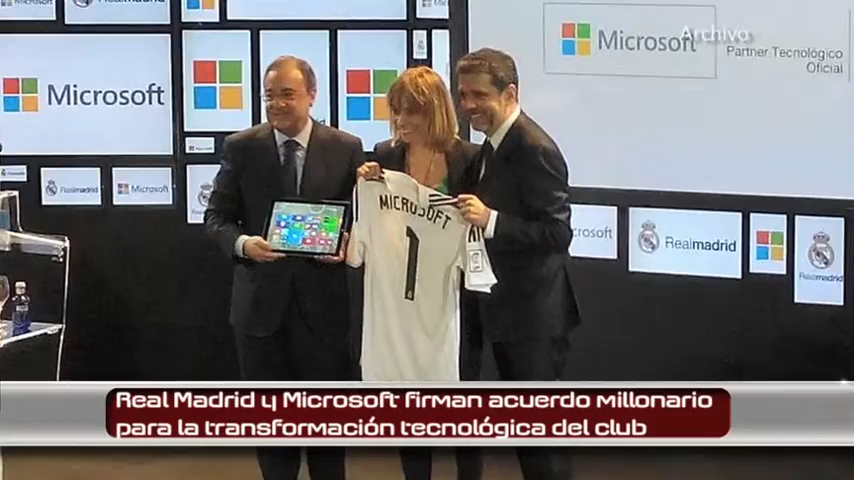 Archivo
Microsoft
Partner Tecnológico
Oficial
Microsoft
Realmadrid
Microsoft
MICROSOFT
1
Realmadrid
Realmadrid
Real Madrid y Microsoft firman acuerdo millonario
para la transformación tecnológica del club